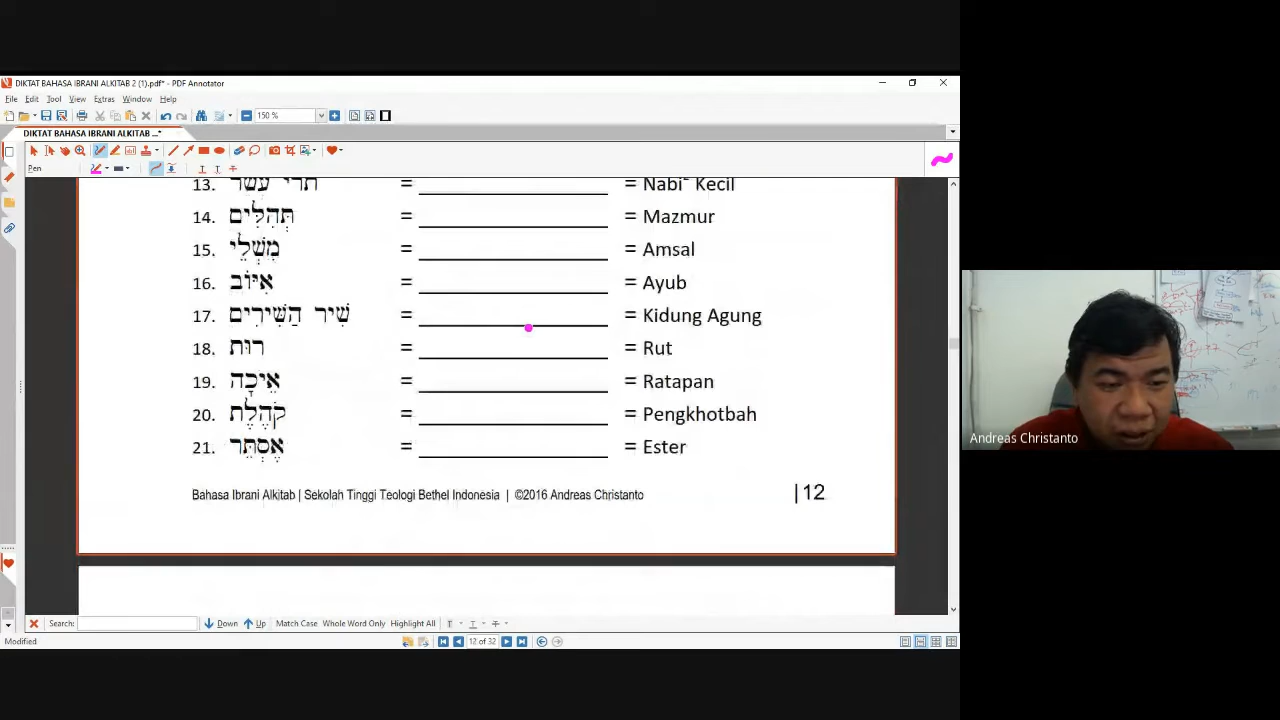 DIKTAT BAHASA IBRANI ALKITAB 2 (1).pdf* - PDF Annotator
File Edit Tool View Extras Window Help
150 %
DIKTAT BAHASA IBRANI ALKITAB ...*
Pen
13. תרי עשר = ____________ = Nabi² Kecil
14. תְּהִלִּים = ____________ = Mazmur
15. מִשְׁלֵי = ____________ = Amsal
16. אִיּוֹב = ____________ = Ayub
17. שִׁיר הַשִּׁירִים = ____________ = Kidung Agung
18. רוּת = ____________ = Rut
19. אֵיכָה = ____________ = Ratapan
20. קֹהֶלֶת = ____________ = Pengkhotbah
21. אֶסְתֵּר = ____________ = Ester
Bahasa Ibrani Alkitab | Sekolah Tinggi Teologi Bethel Indonesia | ©2016 Andreas Christanto |12
Search: Down Up Match Case Whole Word Only Highlight All
Modified 12 of 32
Andreas Christanto